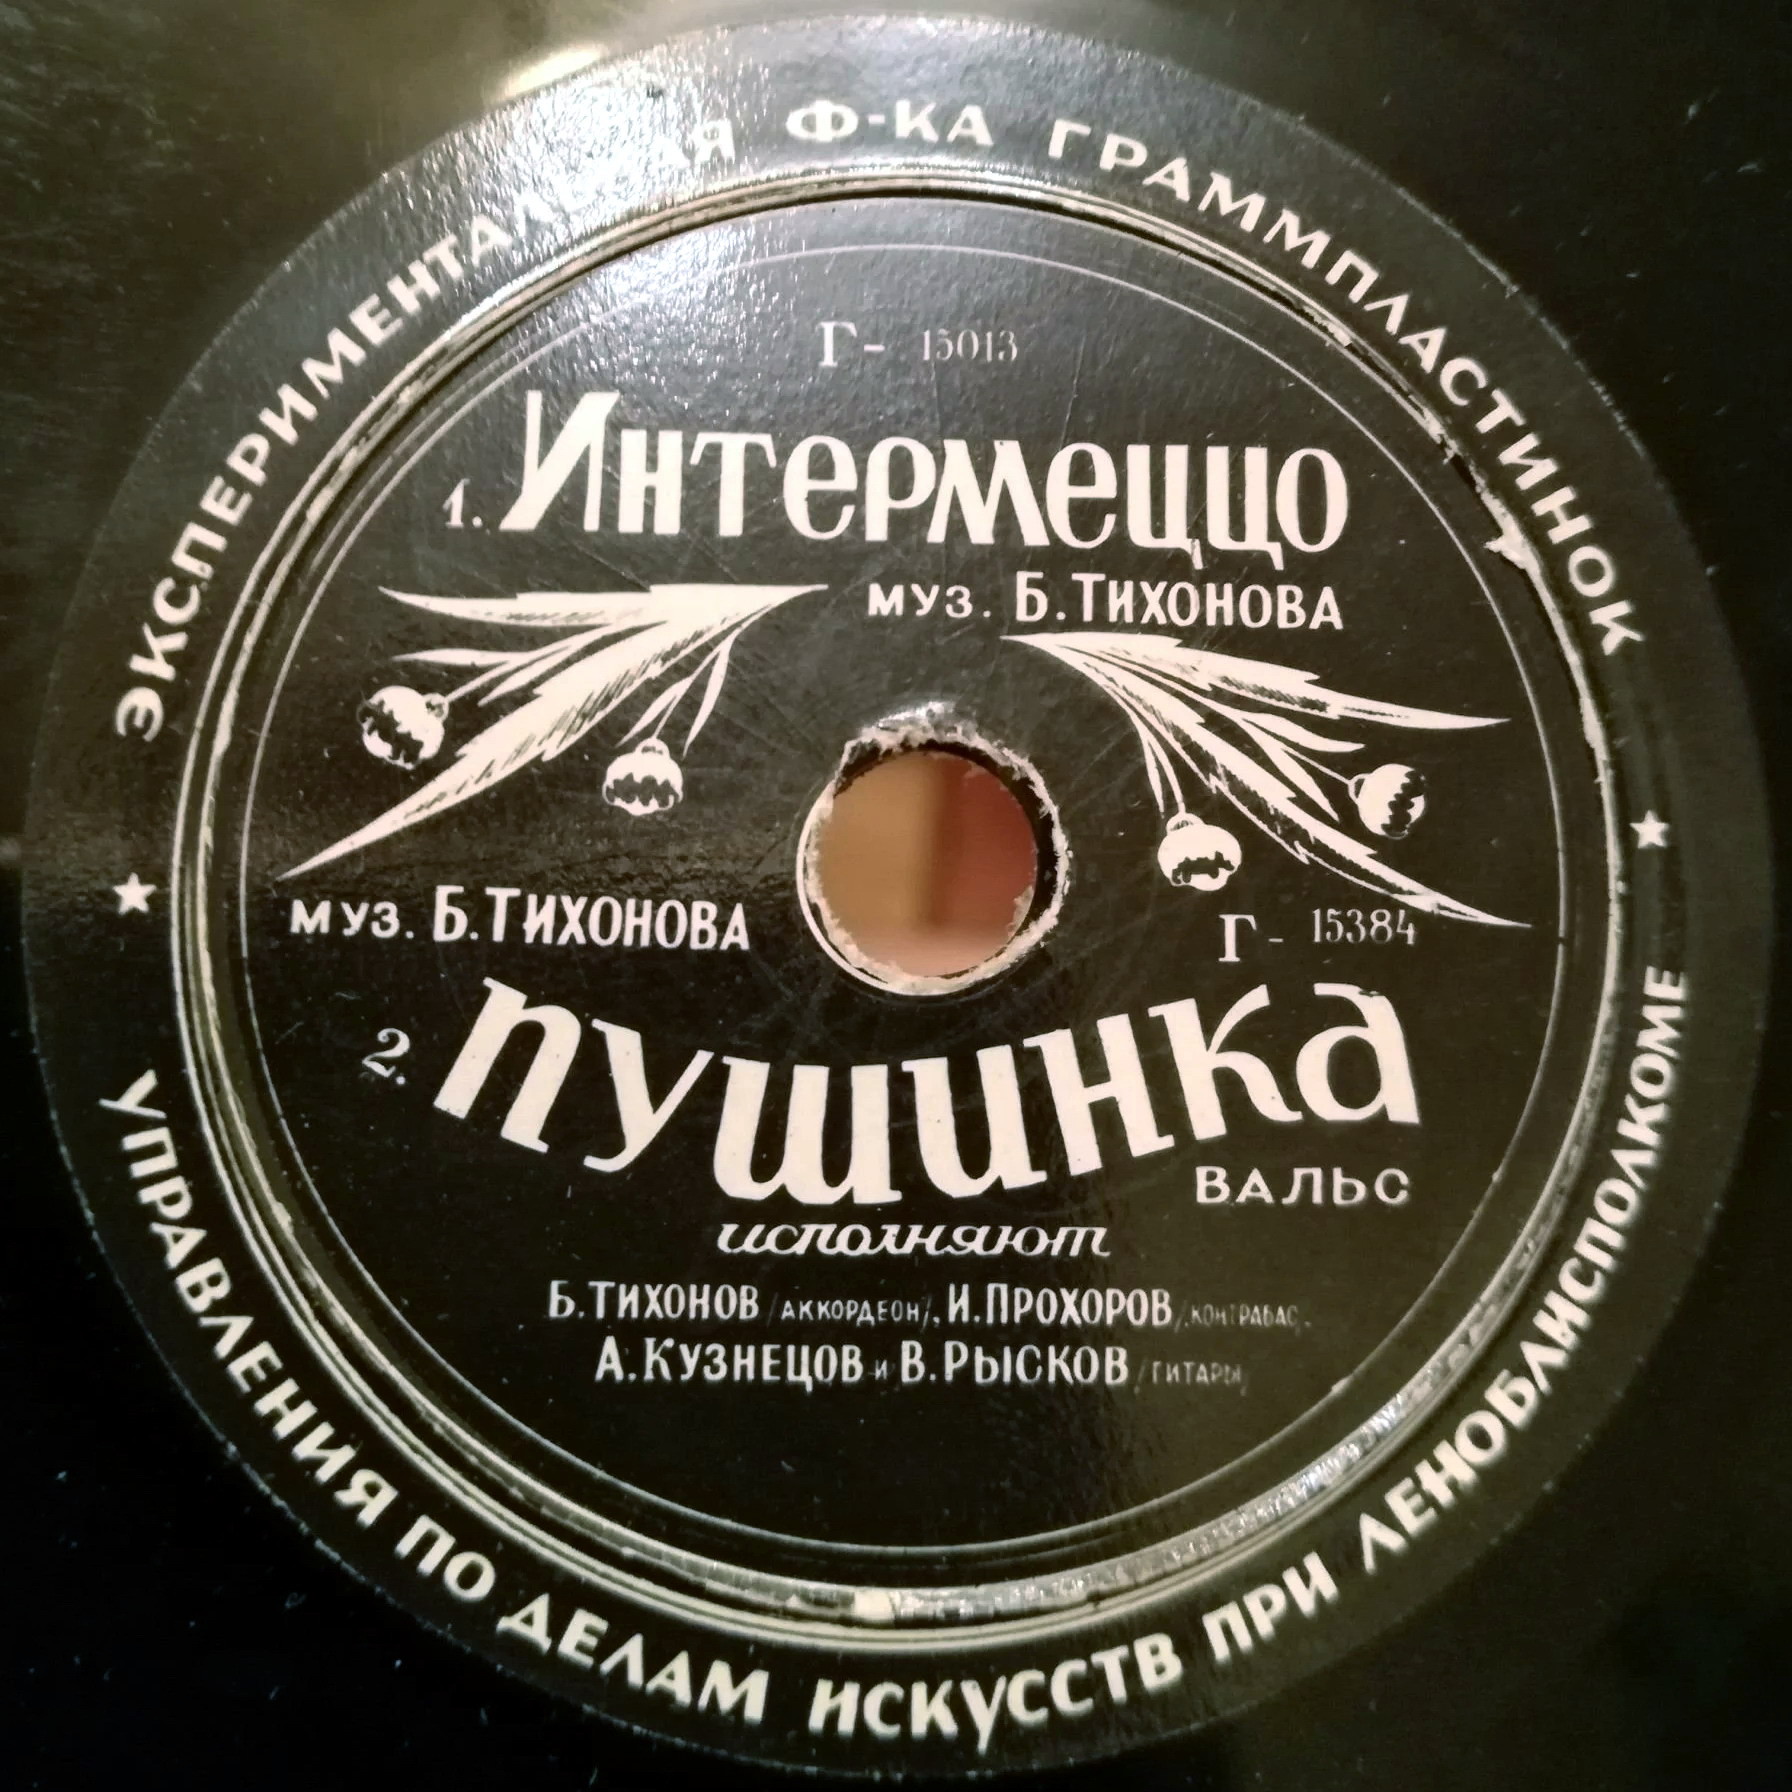 ЭКСПЕРИМЕНТАЛЬНАЯ Ф-КА ГРАММПЛАСТИНОК
Г- 15013
1. Интермеццо
МУЗ. Б.ТИХОНОВА
МУЗ. Б.ТИХОНОВА
Г- 15384
2. Пушинка
ВАЛЬС
исполняют
Б.ТИХОНОВ /АККОРДЕОН/, И.ПРОХОРОВ /КОНТРАБАС/
А.КУЗНЕЦОВ и В.РЫСКОВ /ГИТАРЫ/
УПРАВЛЕНИЯ ПО ДЕЛАМ ИСКУССТВ ПРИ ЛЕНОБЛИСПОЛКОМЕ